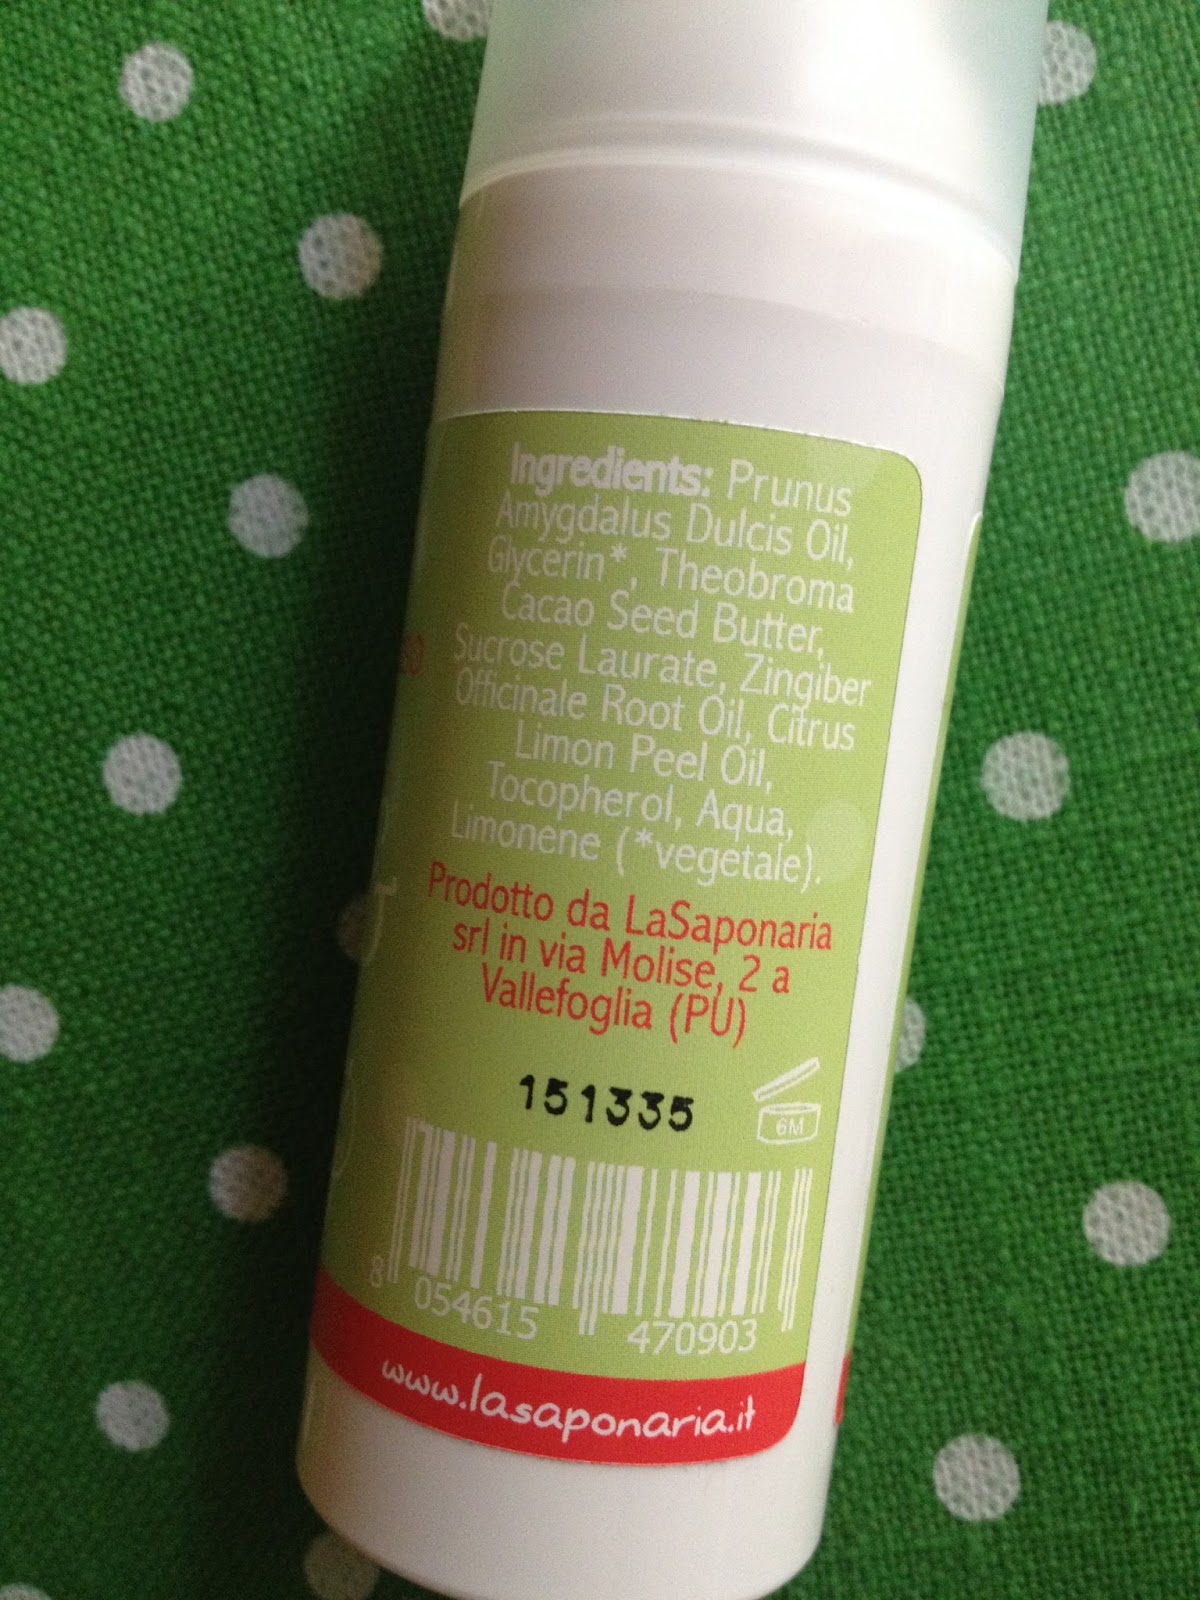 Ingredients: Prunus
Amygdalus Dulcis Oil,
Glycerin*, Theobroma
Cacao Seed Butter,
Sucrose Laurate, Zingiber
Officinale Root Oil, Citrus
Limon Peel Oil,
Tocopherol, Aqua,
Limonene (*vegetale).
Prodotto da LaSaponaria
srl in via Molise, 2 a
Vallefoglia (PU)
151335
6M
8 054615 470903
www.lasaponaria.it